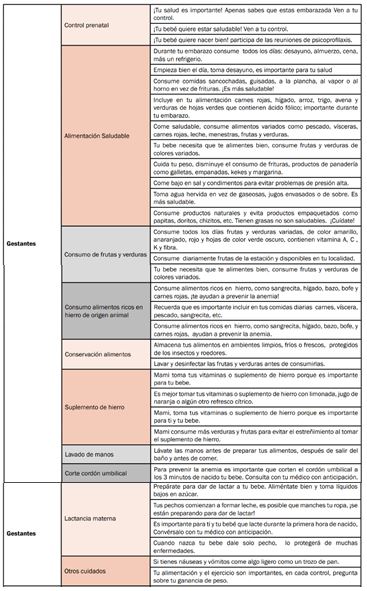 Control prenatal
¡Tu salud es importante! Apenas sabes que estas embarazada Ven a tu
control.
¡Tu bebé quiere estar saludable! Ven a tu control.
¡Tu bebé quiere nacer bien! participa de las reuniones de psicoprofilaxis.
Gestantes
Alimentación Saludable
Durante tu embarazo consume todos los días: desayuno, almuerzo, cena,
más un refrigerio.
Empieza bien el día, toma desayuno, es importante para tu salud
Consume comidas sancochadas, guisadas, a la plancha, al vapor o al
horno en vez de frituras. ¡Es más saludable!
Incluye en tu alimentación carnes rojas, hígado, arroz, trigo, avena y
verduras de hojas verdes que contienen ácido fólico; importante durante
tu embarazo.
Come saludable, consume alimentos variados como pescado, vísceras,
carnes rojas, leche, menestras, frutas y verduras.
Tu bebe necesita que te alimentes bien, consume frutas y verduras de
colores variados.
Cuida tu peso, disminuye el consumo de frituras, productos de panadería
como galletas, empanadas, kekes y margarina.
Come bajo en sal y condimentos para evitar problemas de presión alta.
Toma agua hervida en vez de gaseosas, jugos envasados o de sobre. Es
más saludable.
Consume productos naturales y evita productos empaquetados como
papitas, doritos, chizitos, etc. Tienen grasas no son saludables. ¡Cuídate!
Consumo de frutas y verduras
Consume todos los días frutas y verduras variadas, de color amarillo,
anaranjado, rojo y hojas de color verde oscuro, contienen vitamina A, C ,
K y fibra.
Consume diariamente frutas de la estación y disponibles en tu localidad.
Tu bebe necesita que te alimentes bien, consume frutas y verduras de
colores variados.
Consumo alimentos ricos en
hierro de origen animal
Consume alimentos ricos en hierro, como sangrecita, hígado, bazo, bofe y
carnes rojas, ¡te ayudan a prevenir la anemia!
Recuerda que es importante incluir en tus comidas diarias carnes, víscera,
pescado, sangrecita, etc.
Consume alimentos ricos en hierro, como sangrecita, hígado, bazo, bofe, y
carnes rojas, ayudan a prevenir la anemia.
Conservación alimentos
Almacena tus alimentos en ambientes limpios, fríos o frescos, protegidos
de los insectos y roedores.
Lavar y desinfectar las frutas y verduras antes de consumirlas.
Suplemento de hierro
Mami toma tus vitaminas o suplemento de hierro porque es importante
para tu bebe.
Es mejor tomar tus vitaminas o suplemento de hierro con limonada, jugo de
naranja o algún otro refresco cítrico.
Mami, toma tus vitaminas o suplemento de hierro porque es importante
para ti y tu bebé.
Mami consume más verduras y frutas para evitar el estreñimiento al tomar
el suplemento de hierro.
Lavado de manos
Lávate las manos antes de preparar tus alimentos, después de salir del
baño y antes de comer.
Corte cordón umbilical
Para prevenir la anemia es importante que corten el cordón umbilical a
los 3 minutos de nacido tu bebe. Consulta con tu médico con anticipación.
Gestantes
Lactancia materna
Prepárate para dar de lactar a tu bebe. Aliméntate bien y toma líquidos
bajos en azúcar.
Tus pechos comienzan a formar leche, es posible que manches tu ropa, ¡se
están preparando para dar de lactar!
Es importante para ti y tu bebé que lacte durante la primera hora de nacido,
Convérsalo con tu médico con anticipación.
Cuando nazca tu bebe dale solo pecho, lo protegerá de muchas
enfermedades.
Otros cuidados
Si tienes náuseas y vómitos come algo ligero como un trozo de pan.
Tu alimentación y el ejercicio son importantes, en cada control, pregunta
sobre tu ganancia de peso.